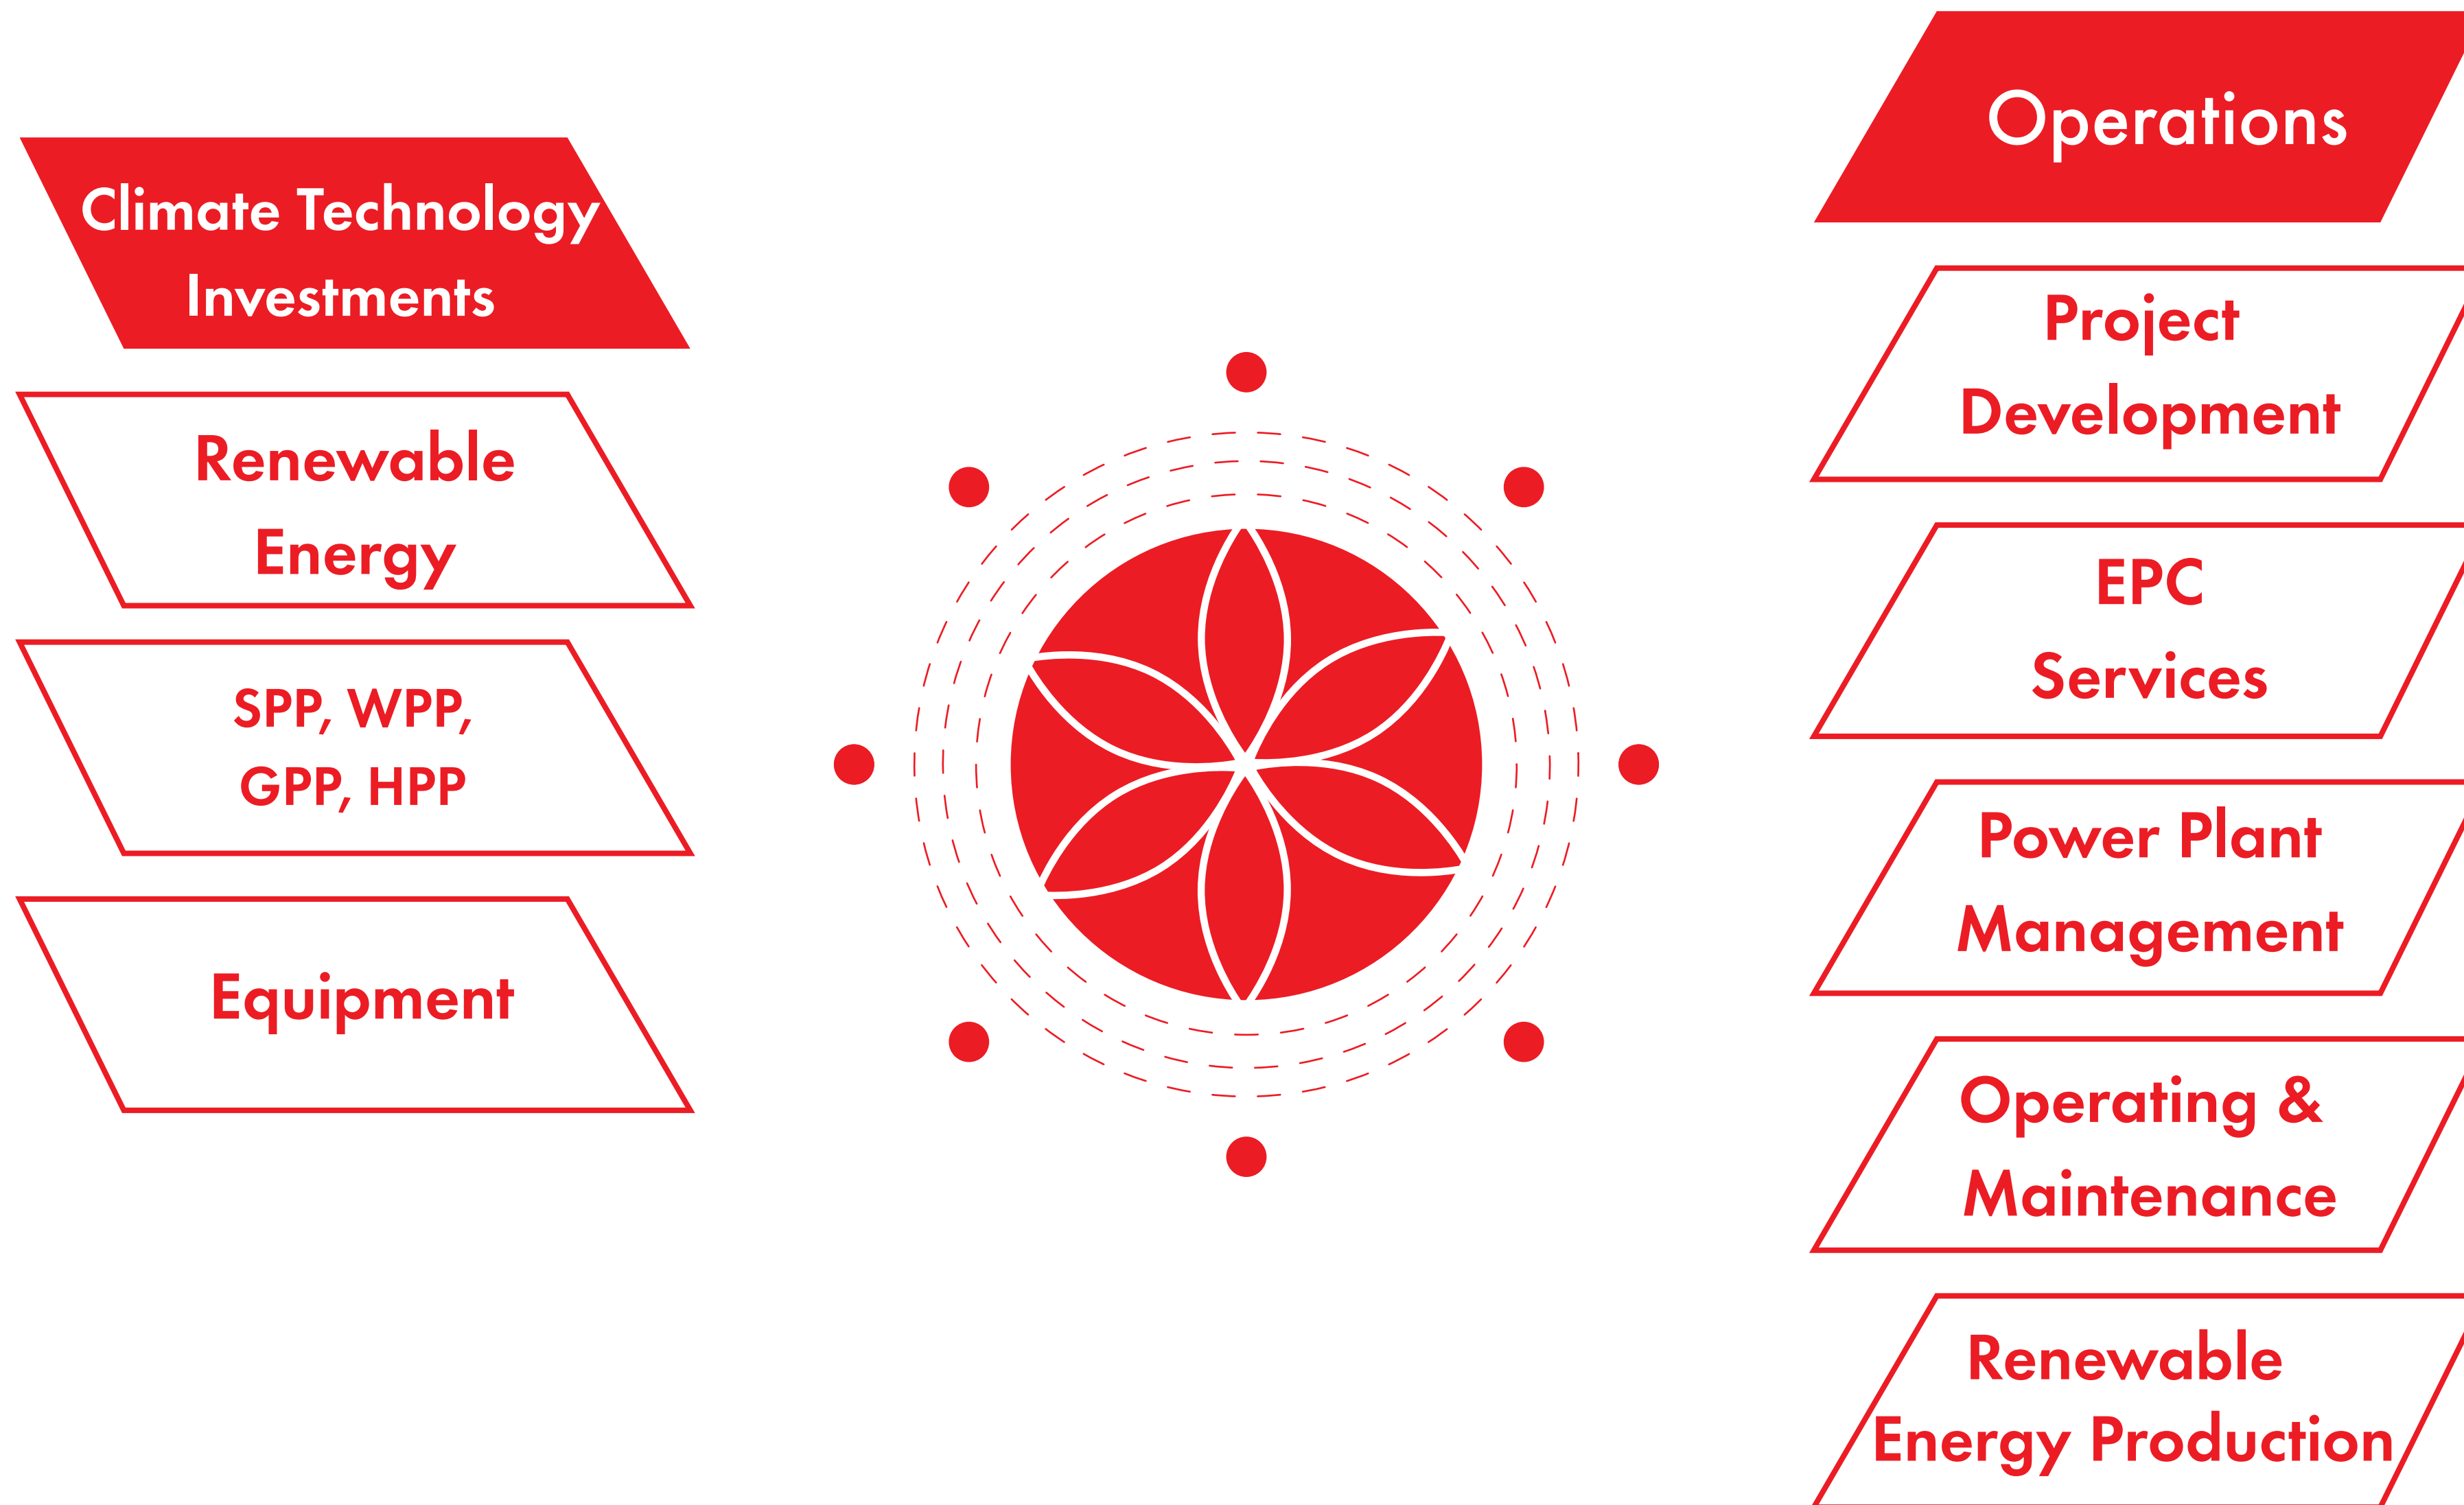 Climate Technology
Investments
Renewable
Energy
SPP, WPP,
GPP, HPP
Equipment
Operations
Project
Development
EPC
Services
Power Plant
Management
Operating &
Maintenance
Renewable
Energy Production